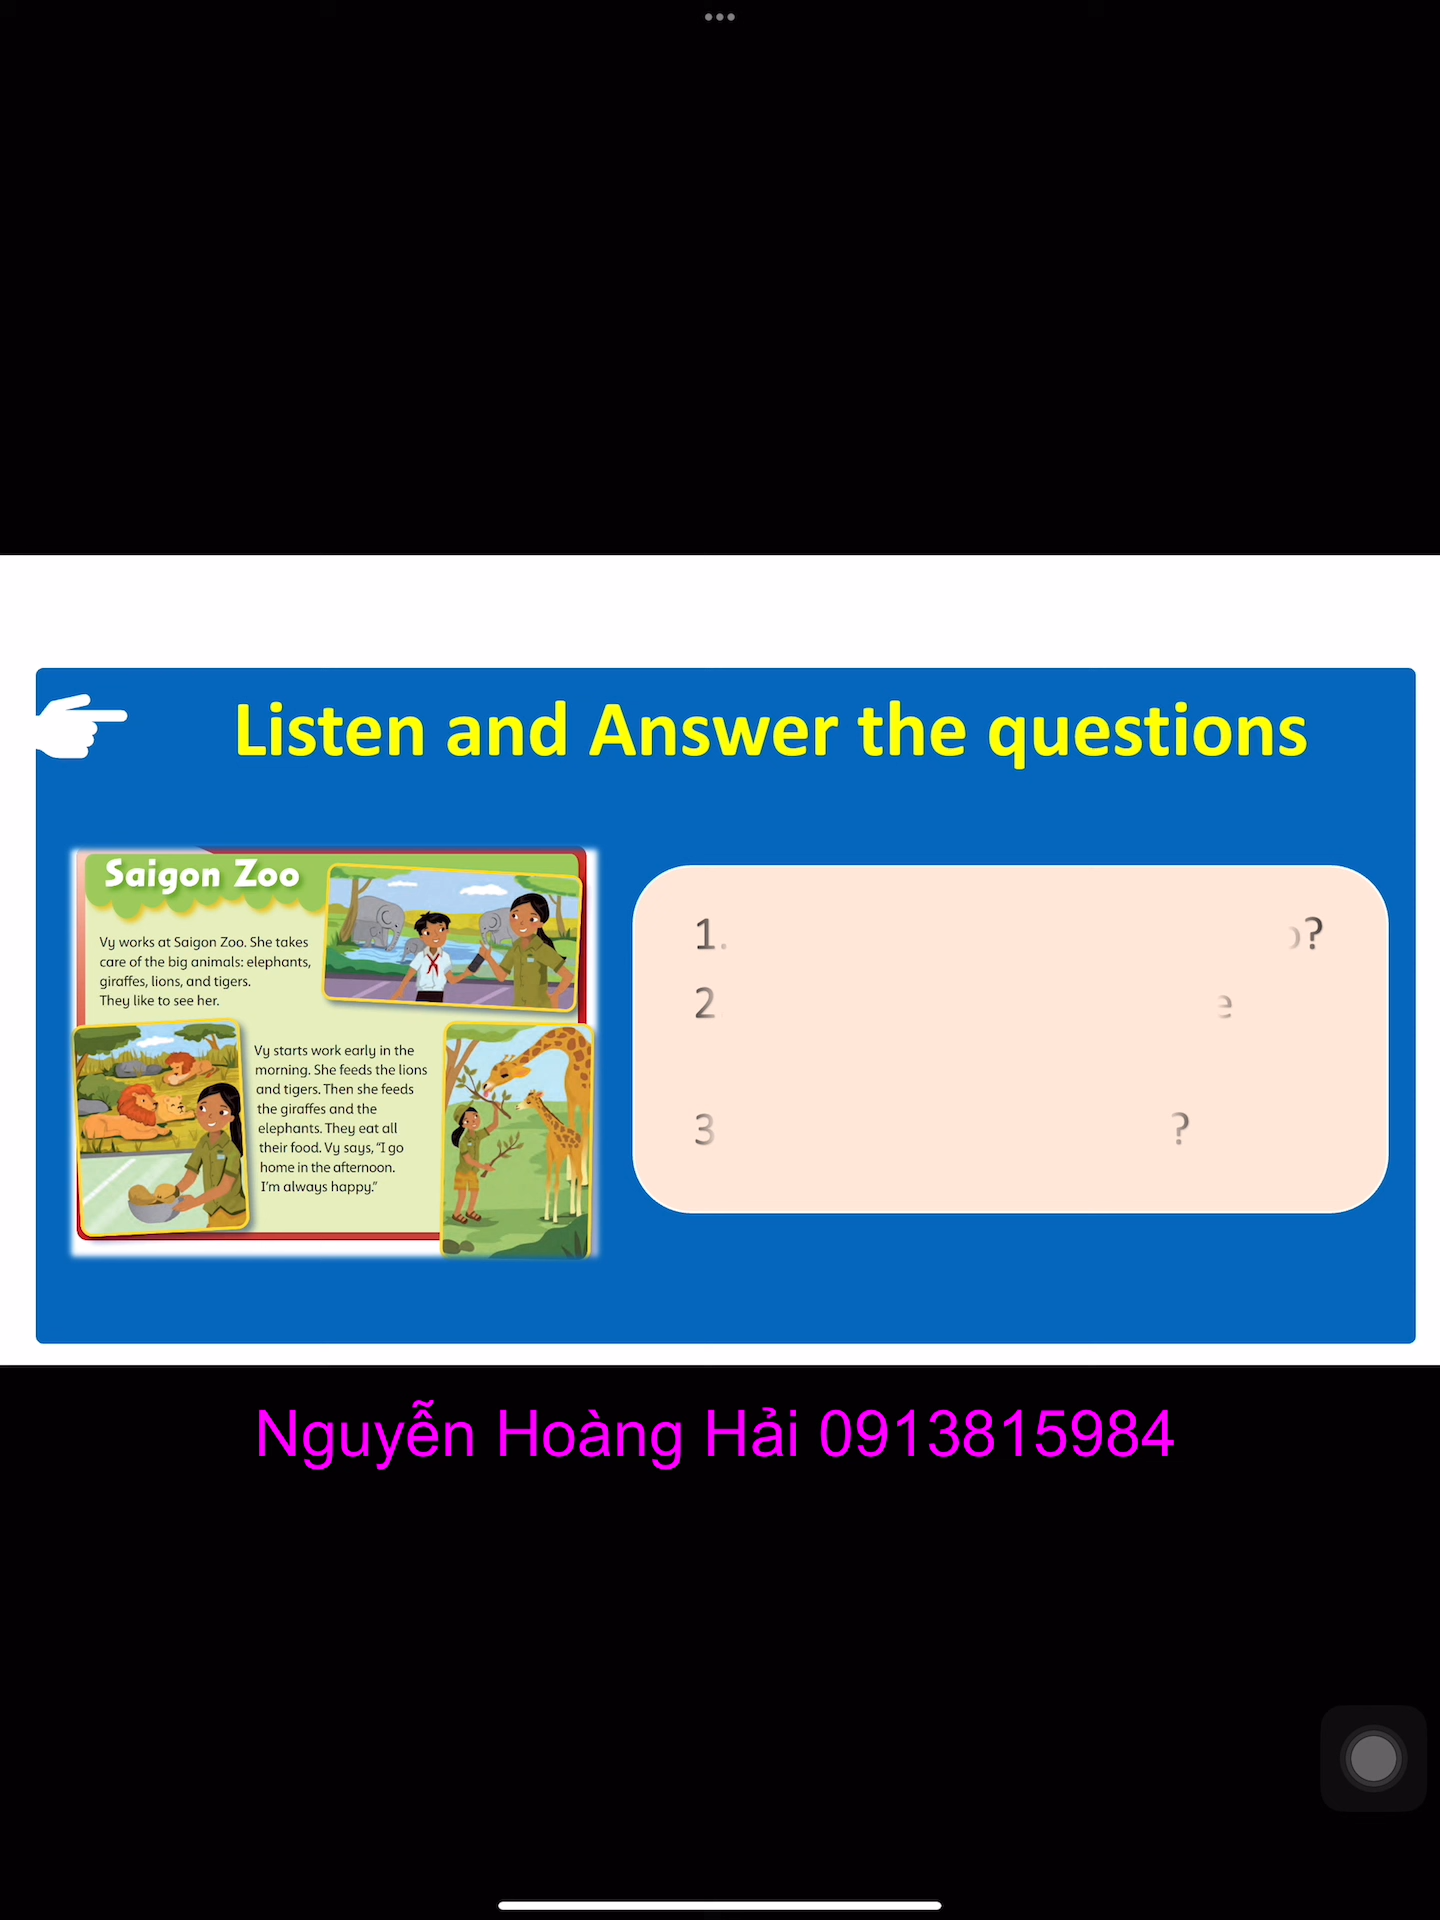 Listen and Answer the questions
Saigon Zoo
Vy works at Saigon Zoo. She takes
care of the big animals: elephants,
giraffes, lions, and tigers.
They like to see her.
Vy starts work early in the
morning. She feeds the lions
and tigers. Then she feeds
the giraffes and the
elephants. They eat all
their food. Vy says, “I go
home in the afternoon.
I’m always happy.”
1. ?
2
3 ?
Nguyễn Hoàng Hải 0913815984